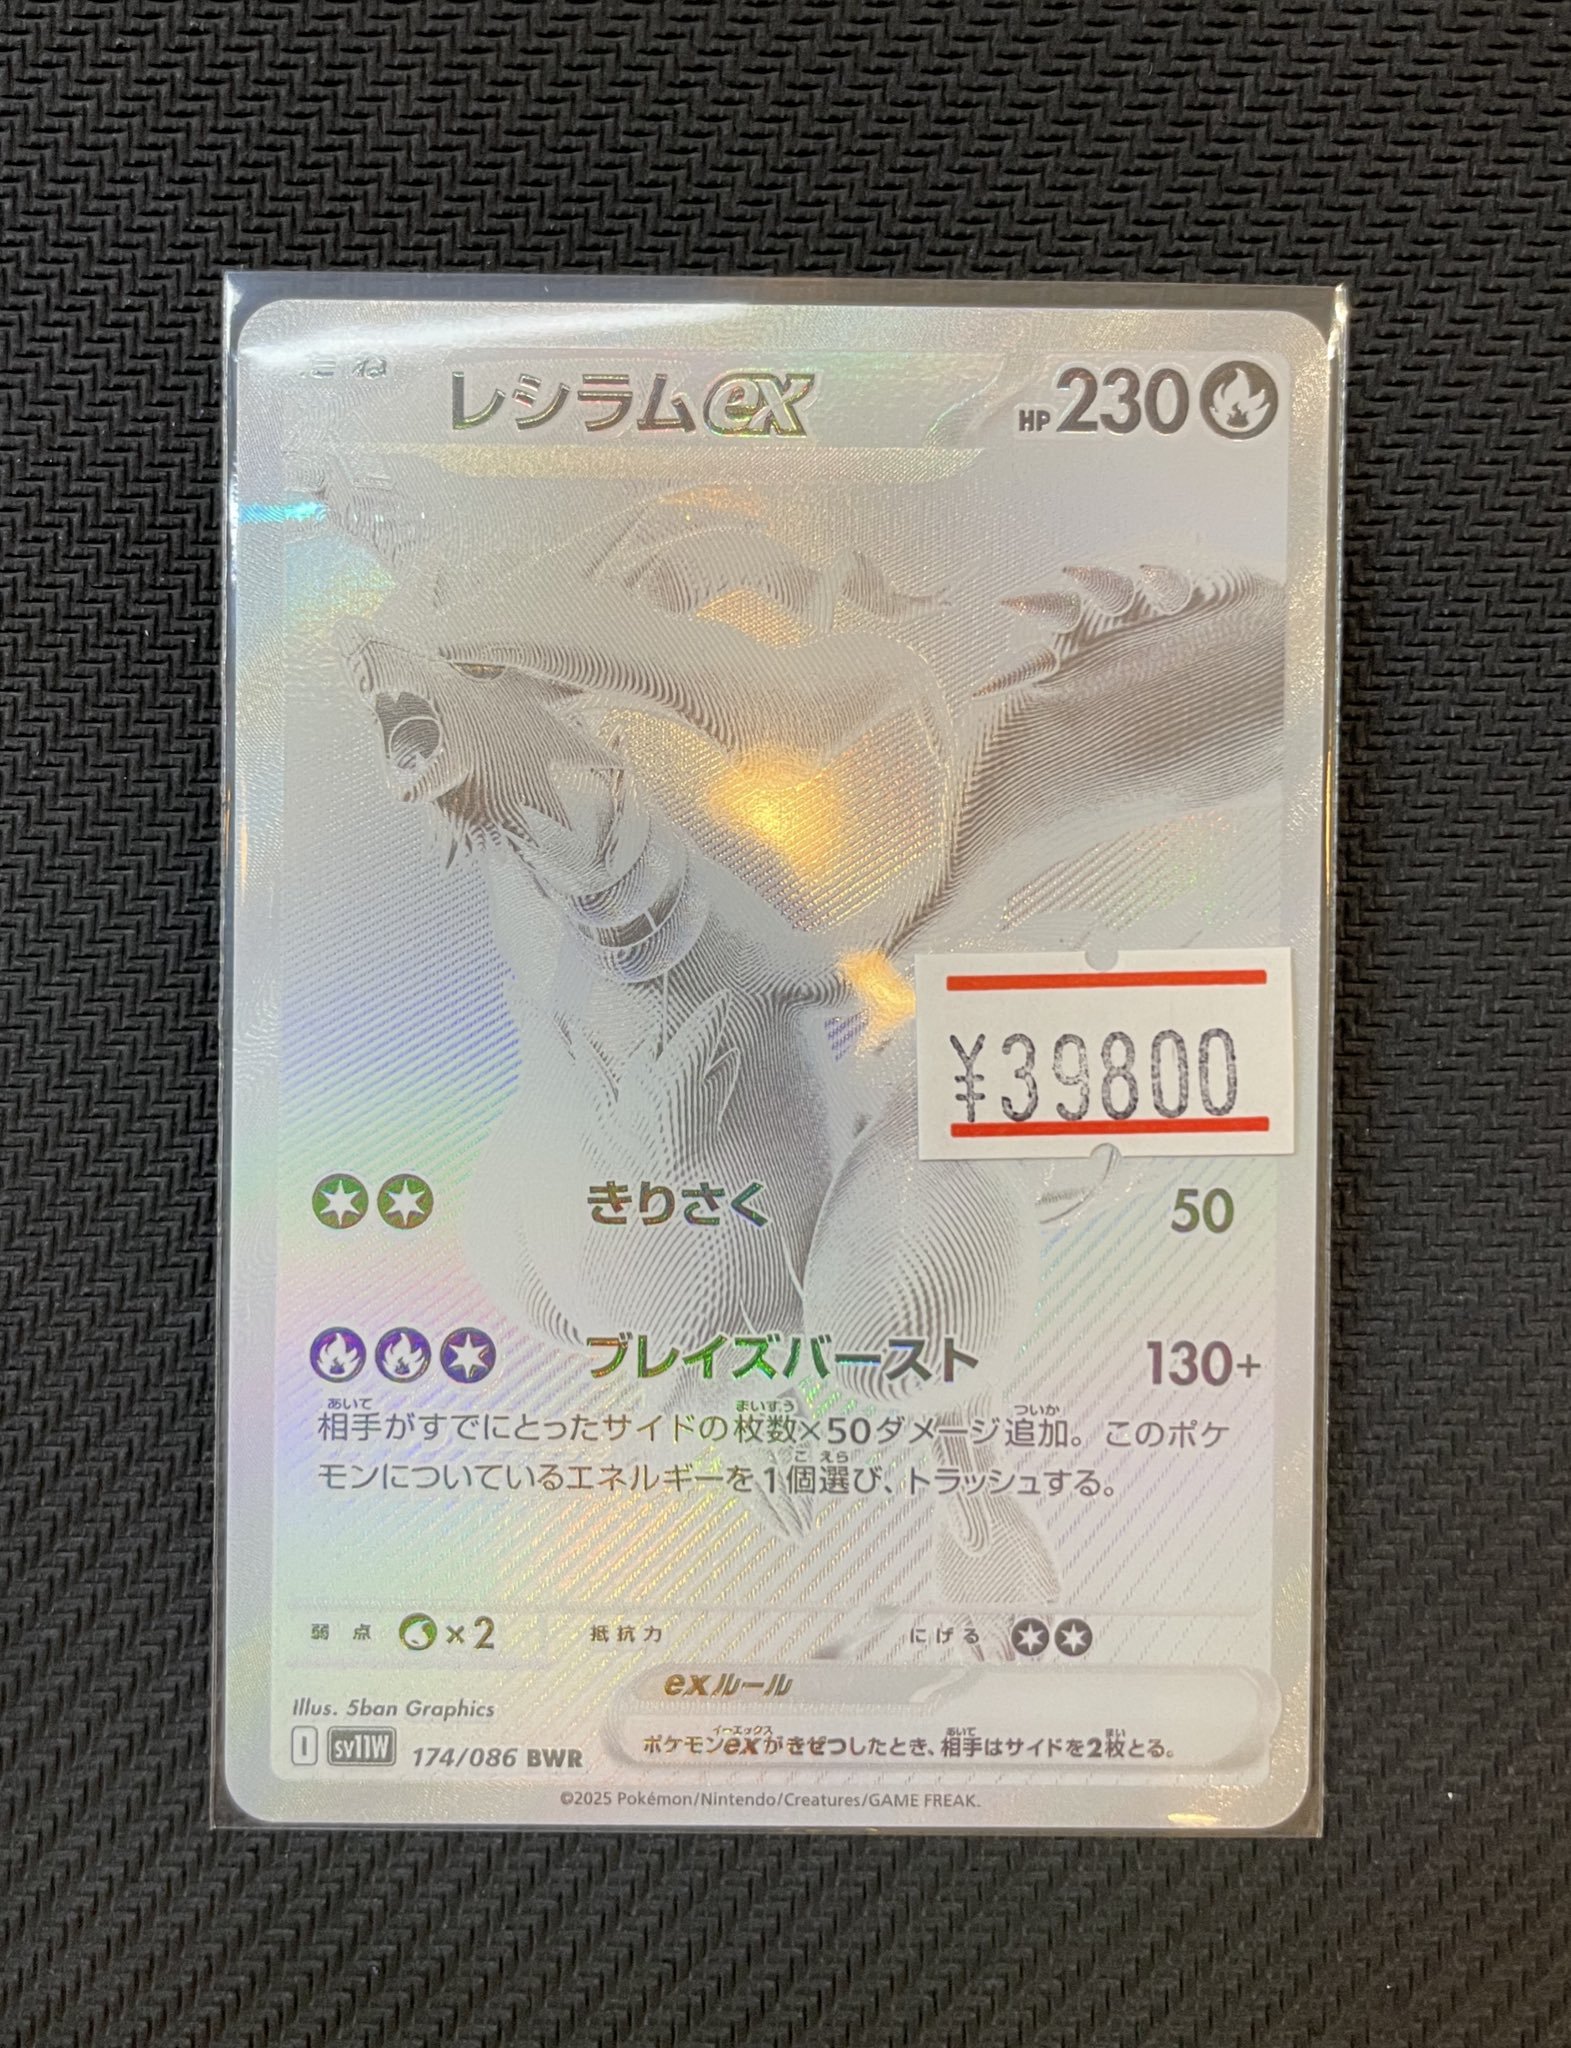 たね
レシラムex
HP 230
¥39800
きりさく 50
ブレイズバースト 130+
相手がすでにとったサイドの枚数×50ダメージ追加。このポケ
モンについているエネルギーを1個選び、トラッシュする。
弱点 ×2 抵抗力 にげる
exルール
ポケモンexがきぜつしたとき、相手はサイドを2枚とる。
Illus. 5ban Graphics
I SV11W 174/086 BWR
©2025 Pokémon/Nintendo/Creatures/GAME FREAK.